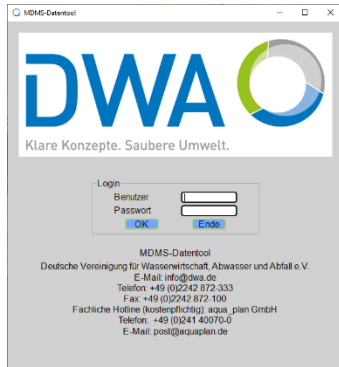 MDMS-Datentool
DWA
Klare Konzepte. Saubere Umwelt.
Login
Benutzer
Passwort
OK Ende
MDMS-Datentool
Deutsche Vereinigung für Wasserwirtschaft, Abwasser und Abfall e.V.
E-Mail: info@dwa.de
Telefon: +49 (0)2242 872-333
Fax: +49 (0)2242 872-100
Fachliche Hotline (kostenpflichtig): aqua_plan GmbH
Telefon: +49 (0)241 40070-0
E-Mail: post@aquaplan.de